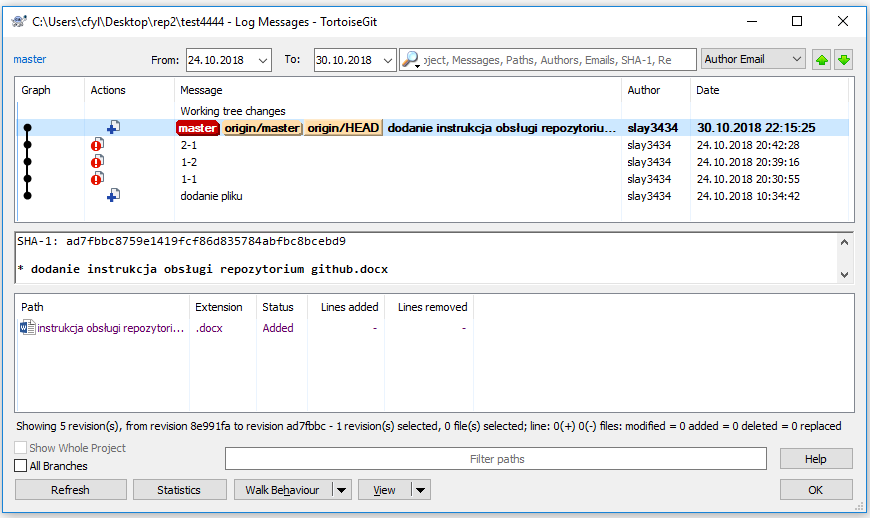 C:\Users\cfyl\Desktop\rep2\test4444 - Log Messages - TortoiseGit
master From: 24.10.2018 To: 30.10.2018 oject, Messages, Paths, Authors, Emails, SHA-1, Re Author Email
Graph Actions Message Author Date
Working tree changes
master origin/master origin/HEAD dodanie instrukcja obsługi repozytoriu... slay3434 30.10.2018 22:15:25
2-1 slay3434 24.10.2018 20:42:28
1-2 slay3434 24.10.2018 20:39:16
1-1 slay3434 24.10.2018 20:30:55
dodanie pliku slay3434 24.10.2018 10:34:42
SHA-1: ad7fbbc8759e1419fcf86d835784abfbc8bcebd9
* dodanie instrukcja obsługi repozytorium github.docx
Path Extension Status Lines added Lines removed
instrukcja obsługi repozytori... .docx Added - -
Showing 5 revision(s), from revision 8e991fa to revision ad7fbbc - 1 revision(s) selected, 0 file(s) selected; line: 0(+) 0(-) files: modified = 0 added = 0 deleted = 0 replaced
Show Whole Project
All Branches
Filter paths
Help
Refresh Statistics Walk Behaviour View OK